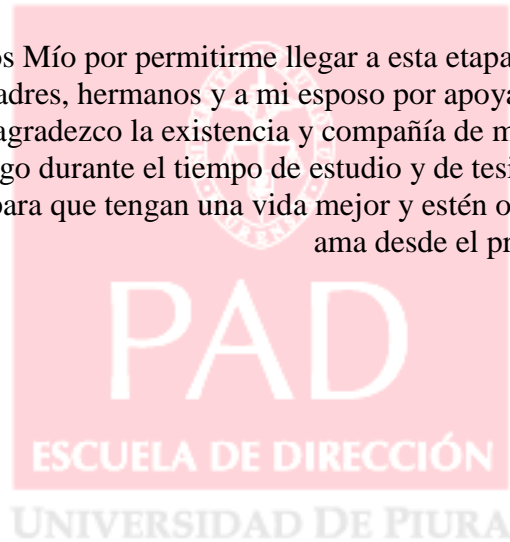 os Mío por permitirme llegar a esta etapa
adres, hermanos y a mi esposo por apoya
agradezco la existencia y compañía de m
go durante el tiempo de estudio y de tesi
para que tengan una vida mejor y estén o
ama desde el pr
PAD
ESCUELA DE DIRECCIÓN
UNIVERSIDAD DE PIURA